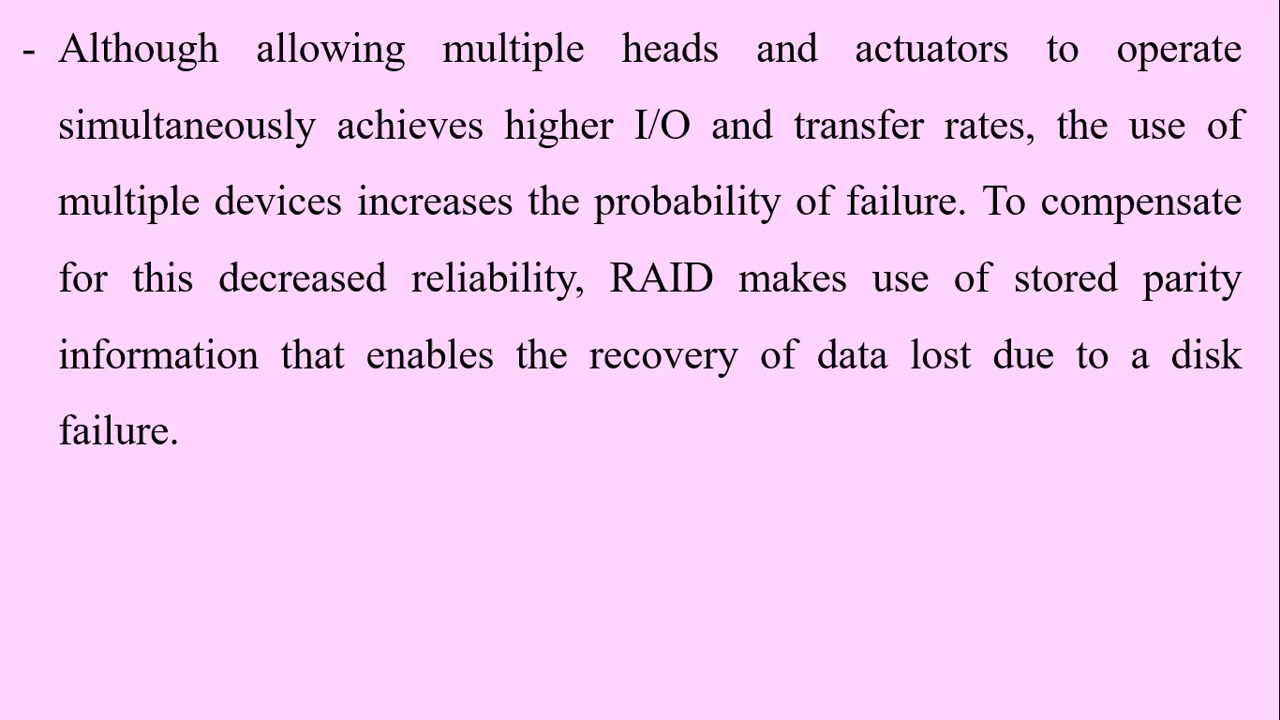 - Although allowing multiple heads and actuators to operate
simultaneously achieves higher I/O and transfer rates, the use of
multiple devices increases the probability of failure. To compensate
for this decreased reliability, RAID makes use of stored parity
information that enables the recovery of data lost due to a disk
failure.